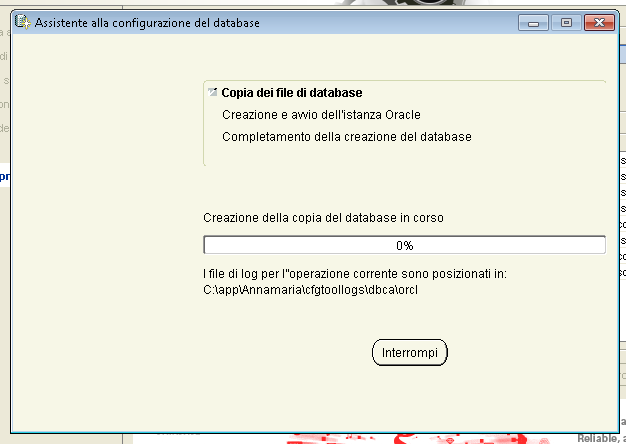 Assistente alla configurazione del database
Copia dei file di database
Creazione e avvio dell'istanza Oracle
Completamento della creazione del database
Creazione della copia del database in corso
0%
I file di log per l''operazione corrente sono posizionati in:
C:\app\Annamaria\cfgtoollogs\dbca\orcl
Interrompi
Reliable, a